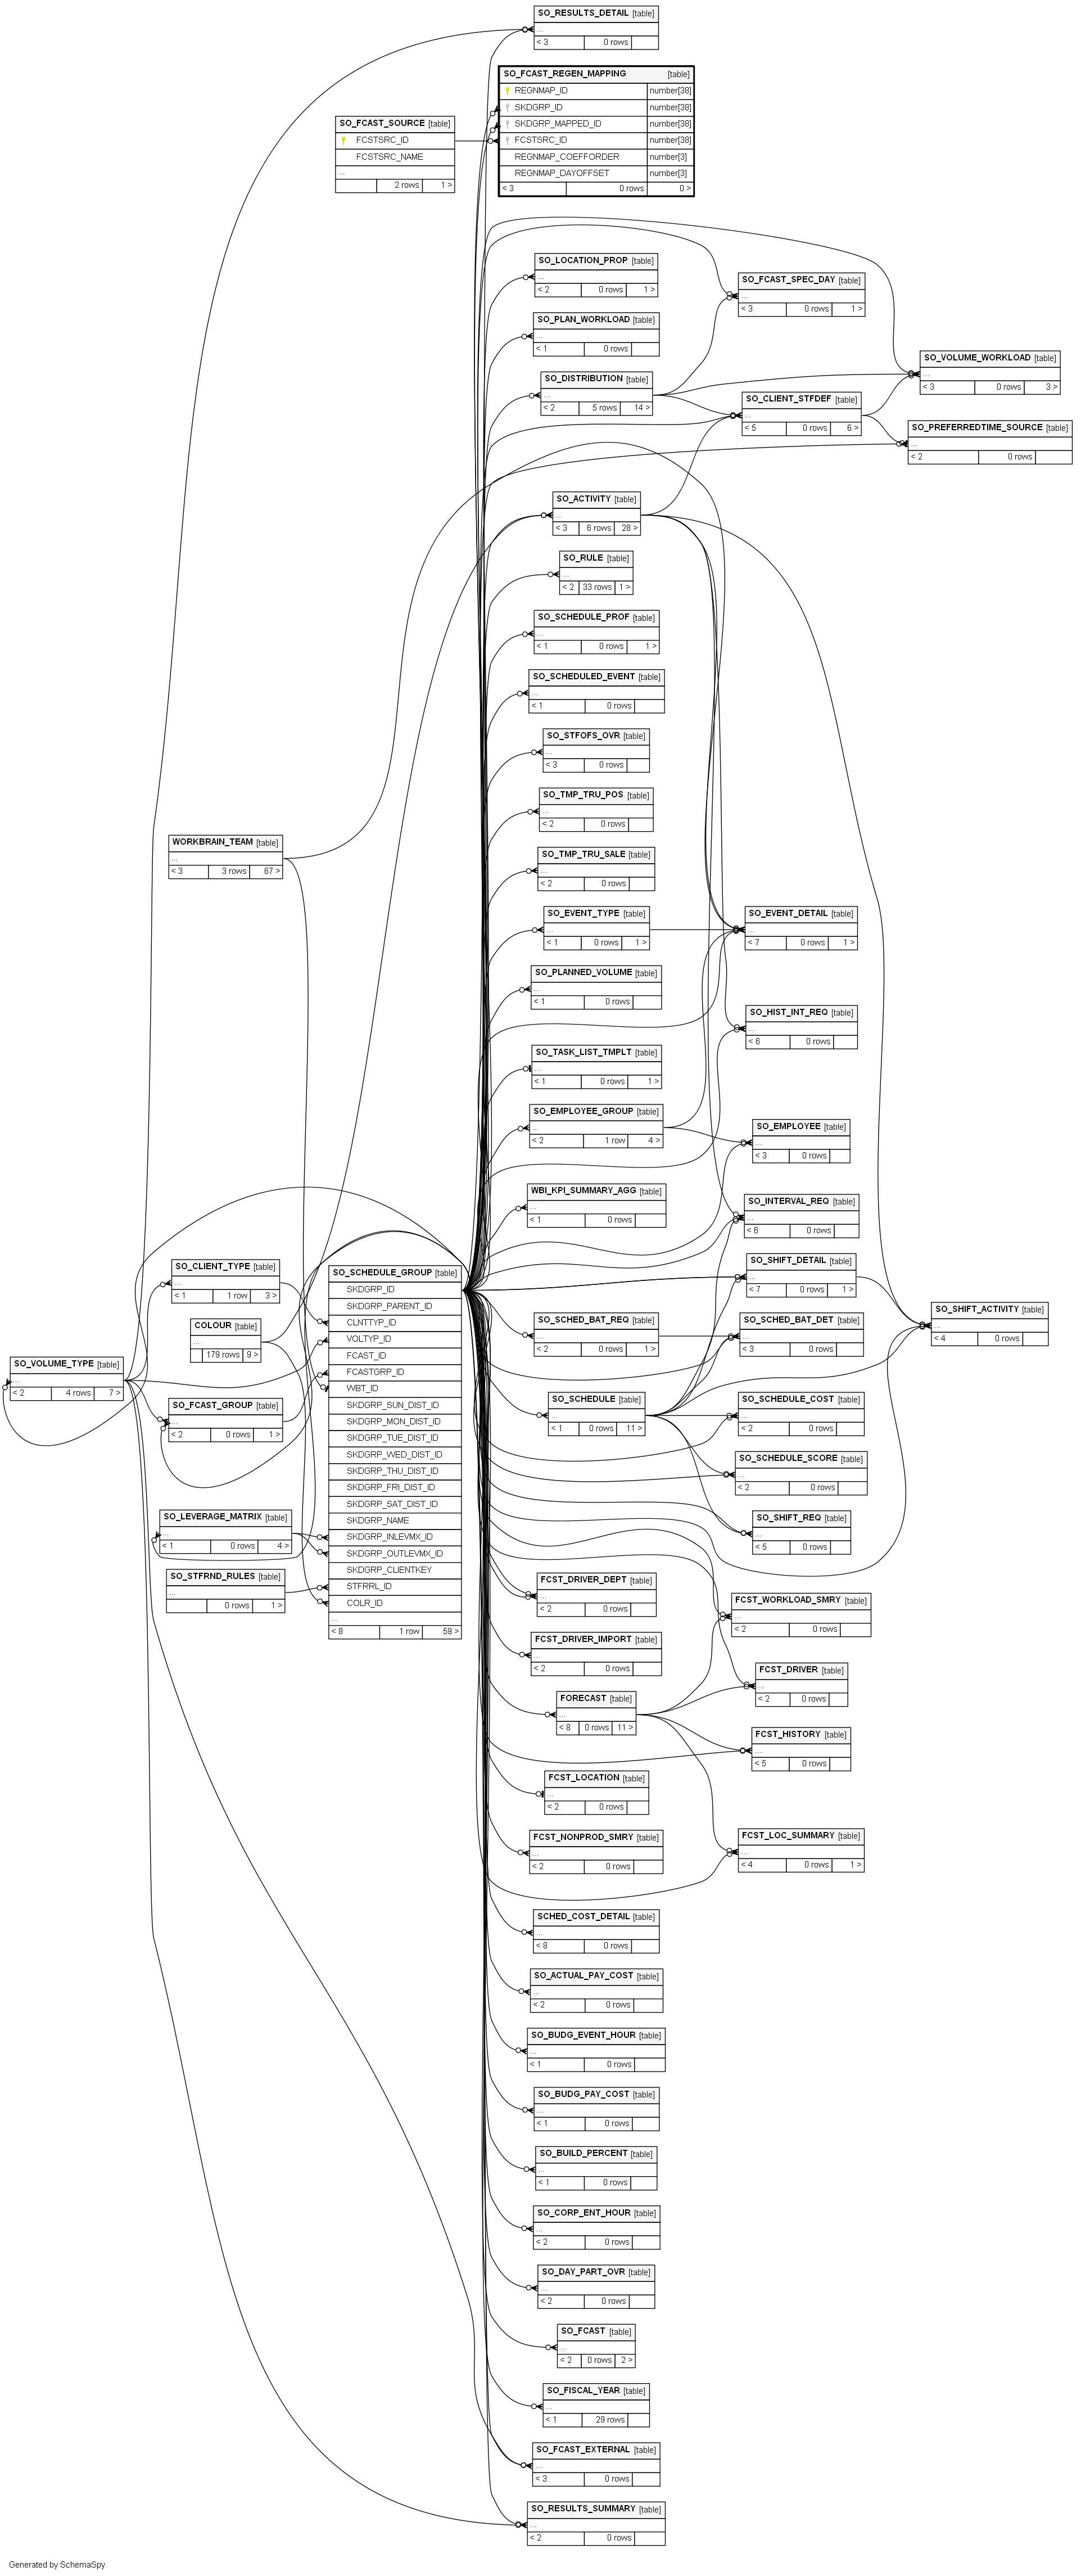 SO_RESULTS_DETAIL [table]
...
< 3 0 rows
SO_FCAST_REGEN_MAPPING [table]
REGNMAP_ID number[38]
SKDGRP_ID number[38]
SKDGRP_MAPPED_ID number[38]
FCSTSRC_ID number[38]
REGNMAP_COEFFORDER number[3]
REGNMAP_DAYOFFSET number[3]
< 3 0 rows 0 >
SO_FCAST_SOURCE [table]
FCSTSRC_ID
FCSTSRC_NAME
...
2 rows 1 >
SO_LOCATION_PROP [table]
...
< 2 0 rows 1 >
SO_FCAST_SPEC_DAY [table]
...
< 3 0 rows 1 >
SO_PLAN_WORKLOAD [table]
...
< 1 0 rows
SO_VOLUME_WORKLOAD [table]
...
< 3 0 rows 3 >
SO_DISTRIBUTION [table]
...
< 2 5 rows 14 >
SO_CLIENT_STFDEF [table]
...
< 5 0 rows 6 >
SO_PREFERREDTIME_SOURCE [table]
...
< 2 0 rows
SO_ACTIVITY [table]
...
< 3 6 rows 28 >
SO_RULE [table]
...
< 2 33 rows 1 >
SO_SCHEDULE_PROF [table]
...
< 1 0 rows 1 >
SO_SCHEDULED_EVENT [table]
...
< 1 0 rows
SO_STFOFS_OVR [table]
...
< 3 0 rows
SO_TMP_TRU_POS [table]
...
< 2 0 rows
WORKBRAIN_TEAM [table]
...
< 3 3 rows 67 >
SO_TMP_TRU_SALE [table]
...
< 2 0 rows
SO_EVENT_TYPE [table]
...
< 1 0 rows 1 >
SO_EVENT_DETAIL [table]
...
< 7 0 rows 1 >
SO_PLANNED_VOLUME [table]
...
< 1 0 rows
SO_HIST_INT_REQ [table]
...
< 6 0 rows
SO_TASK_LIST_TMPLT [table]
...
< 1 0 rows 1 >
SO_EMPLOYEE_GROUP [table]
...
< 2 1 row 4 >
SO_EMPLOYEE [table]
...
< 3 0 rows
WBI_KPI_SUMMARY_AGG [table]
...
< 1 0 rows
SO_INTERVAL_REQ [table]
...
< 6 0 rows
SO_CLIENT_TYPE [table]
...
< 1 1 row 3 >
SO_SHIFT_DETAIL [table]
...
< 7 0 rows 1 >
SO_SCHEDULE_GROUP [table]
SKDGRP_ID
SKDGRP_PARENT_ID
CLNTTYP_ID
VOLTYP_ID
FCAST_ID
FCASTGRP_ID
WBT_ID
SKDGRP_SUN_DIST_ID
SKDGRP_MON_DIST_ID
SKDGRP_TUE_DIST_ID
SKDGRP_WED_DIST_ID
SKDGRP_THU_DIST_ID
SKDGRP_FRI_DIST_ID
SKDGRP_SAT_DIST_ID
SKDGRP_NAME
SKDGRP_INLEVMX_ID
SKDGRP_OUTLEVMX_ID
SKDGRP_CLIENTKEY
STFRRL_ID
COLR_ID
...
< 8 1 row 59 >
COLOUR [table]
...
179 rows 9 >
SO_SCHED_BAT_REQ [table]
...
< 2 0 rows 1 >
SO_SCHED_BAT_DET [table]
...
< 3 0 rows
SO_SHIFT_ACTIVITY [table]
...
< 4 0 rows
SO_VOLUME_TYPE [table]
...
< 2 4 rows 7 >
SO_FCAST_GROUP [table]
...
< 2 0 rows 1 >
SO_SCHEDULE [table]
...
< 1 0 rows 11 >
SO_SCHEDULE_COST [table]
...
< 2 0 rows
SO_SCHEDULE_SCORE [table]
...
< 2 0 rows
SO_LEVERAGE_MATRIX [table]
...
< 1 0 rows 4 >
SO_SHIFT_REQ [table]
...
< 5 0 rows
SO_STFRND_RULES [table]
...
0 rows 1 >
FCST_DRIVER_DEPT [table]
...
< 2 0 rows
FCST_WORKLOAD_SMRY [table]
...
< 2 0 rows
FCST_DRIVER_IMPORT [table]
...
< 2 0 rows
FCST_DRIVER [table]
...
< 2 0 rows
FORECAST [table]
...
< 8 0 rows 11 >
FCST_HISTORY [table]
...
< 5 0 rows
FCST_LOCATION [table]
...
< 2 0 rows
FCST_NONPROD_SMRY [table]
...
< 2 0 rows
FCST_LOC_SUMMARY [table]
...
< 4 0 rows 1 >
SCHED_COST_DETAIL [table]
...
< 8 0 rows
SO_ACTUAL_PAY_COST [table]
...
< 2 0 rows
SO_BUDG_EVENT_HOUR [table]
...
< 1 0 rows
SO_BUDG_PAY_COST [table]
...
< 1 0 rows
SO_BUILD_PERCENT [table]
...
< 1 0 rows
SO_CORP_ENT_HOUR [table]
...
< 2 0 rows
SO_DAY_PART_OVR [table]
...
< 2 0 rows
SO_FCAST [table]
...
< 2 0 rows 2 >
SO_FISCAL_YEAR [table]
...
< 1 29 rows
SO_FCAST_EXTERNAL [table]
...
< 3 0 rows
SO_RESULTS_SUMMARY [table]
...
< 2 0 rows
Generated by SchemaSpy